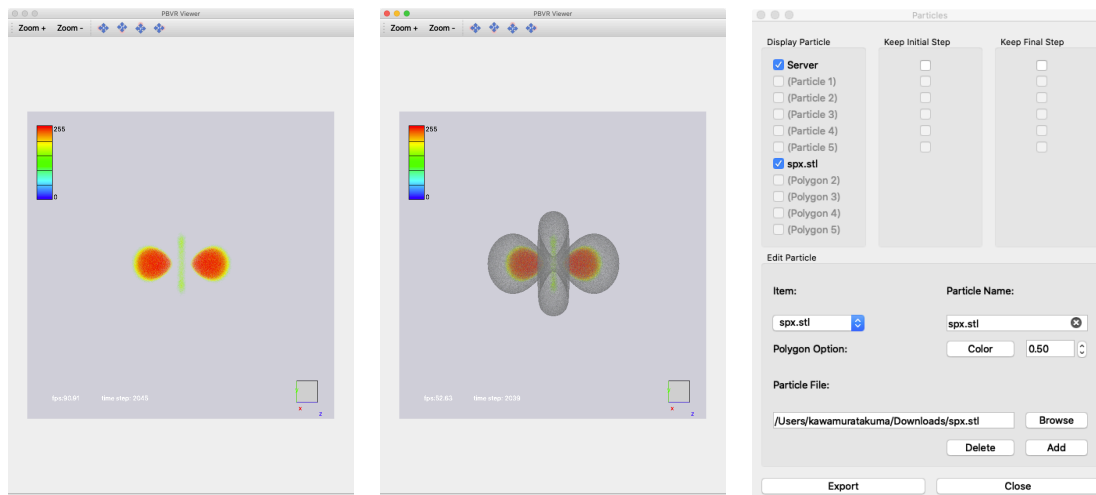 PBVR Viewer
Zoom + Zoom -
255
0
fps:90.91 time step: 2045
x
z
PBVR Viewer
Zoom + Zoom -
255
0
fps:52.63 time step: 2039
x
z
Particles
Display Particle Keep Initial Step Keep Final Step
Server
(Particle 1)
(Particle 2)
(Particle 3)
(Particle 4)
(Particle 5)
spx.stl
(Polygon 2)
(Polygon 3)
(Polygon 4)
(Polygon 5)
Edit Particle
Item: Particle Name:
spx.stl spx.stl
Polygon Option: Color 0.50
Particle File:
/Users/kawamuratakuma/Downloads/spx.stl Browse
Delete Add
Export Close